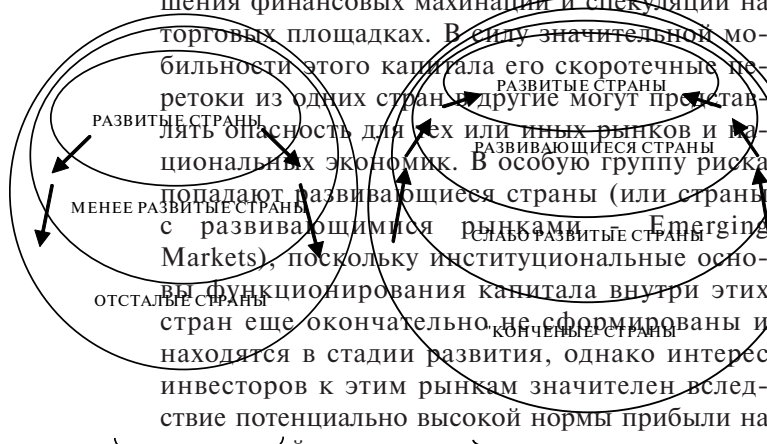 шения финансовых махинаций и спекуляций на
торговых площадках. В силу значительной мо-
бильности этого капитала его скоротечные пе-
ретоки из одних стран в другие могут представ-
лять опасность для тех или иных рынков и на-
циональных экономик. В особую группу риска
попадают развивающиеся страны (или страны
с развивающимися рынками - Emerging
Markets), поскольку институциональные осно-
вы функционирования капитала внутри этих
стран еще окончательно не сформированы и
находятся в стадии развития, однако интерес
инвесторов к этим рынкам значителен вслед-
ствие потенциально высокой нормы прибыли на
РАЗВИТЫЕ СТРАНЫ
МЕНЕЕ РАЗВИТЫЕ СТРАНЫ
ОТСТАЛЫЕ СТРАНЫ
РАЗВИТЫЕ СТРАНЫ
РАЗВИВАЮЩИЕСЯ СТРАНЫ
СЛАБО РАЗВИТЫЕ СТРАНЫ
"КОНЧЕНЫЕ" СТРАНЫ